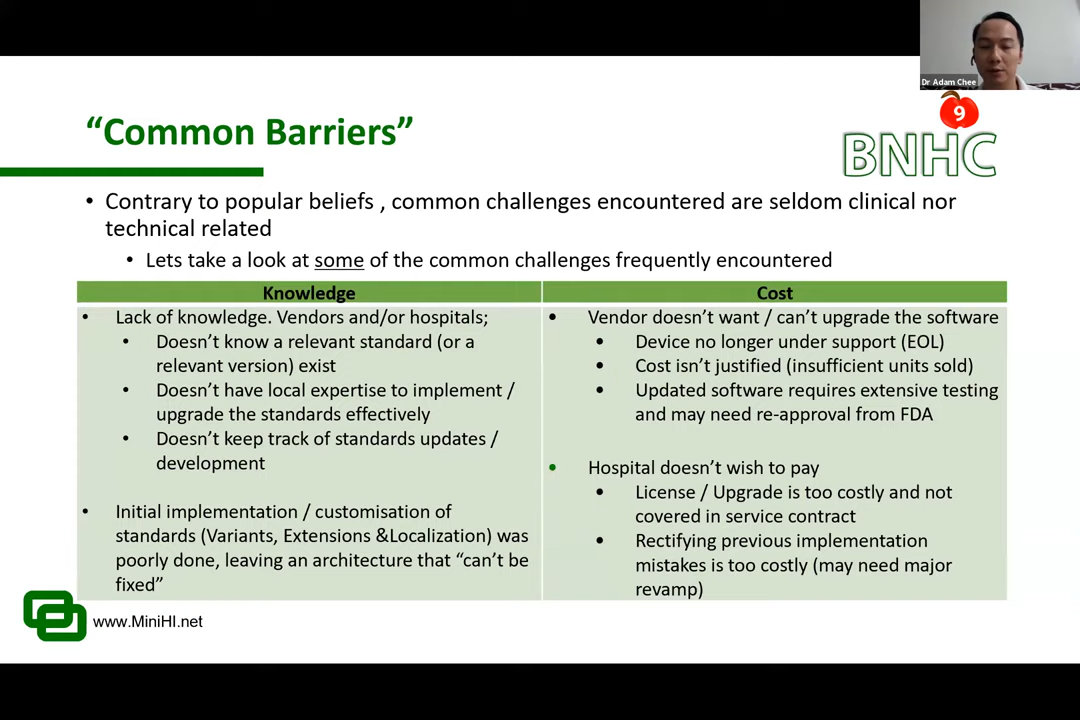 Dr Adam Chee
9
BNHC
“Common Barriers”
• Contrary to popular beliefs , common challenges encountered are seldom clinical nor
technical related
• Lets take a look at some of the common challenges frequently encountered
Knowledge
• Lack of knowledge. Vendors and/or hospitals;
• Doesn’t know a relevant standard (or a
relevant version) exist
• Doesn’t have local expertise to implement /
upgrade the standards effectively
• Doesn’t keep track of standards updates /
development
• Initial implementation / customisation of
standards (Variants, Extensions &Localization) was
poorly done, leaving an architecture that “can’t be
fixed”
Cost
• Vendor doesn’t want / can’t upgrade the software
• Device no longer under support (EOL)
• Cost isn’t justified (insufficient units sold)
• Updated software requires extensive testing
and may need re-approval from FDA
• Hospital doesn’t wish to pay
• License / Upgrade is too costly and not
covered in service contract
• Rectifying previous implementation
mistakes is too costly (may need major
revamp)
www.MiniHI.net